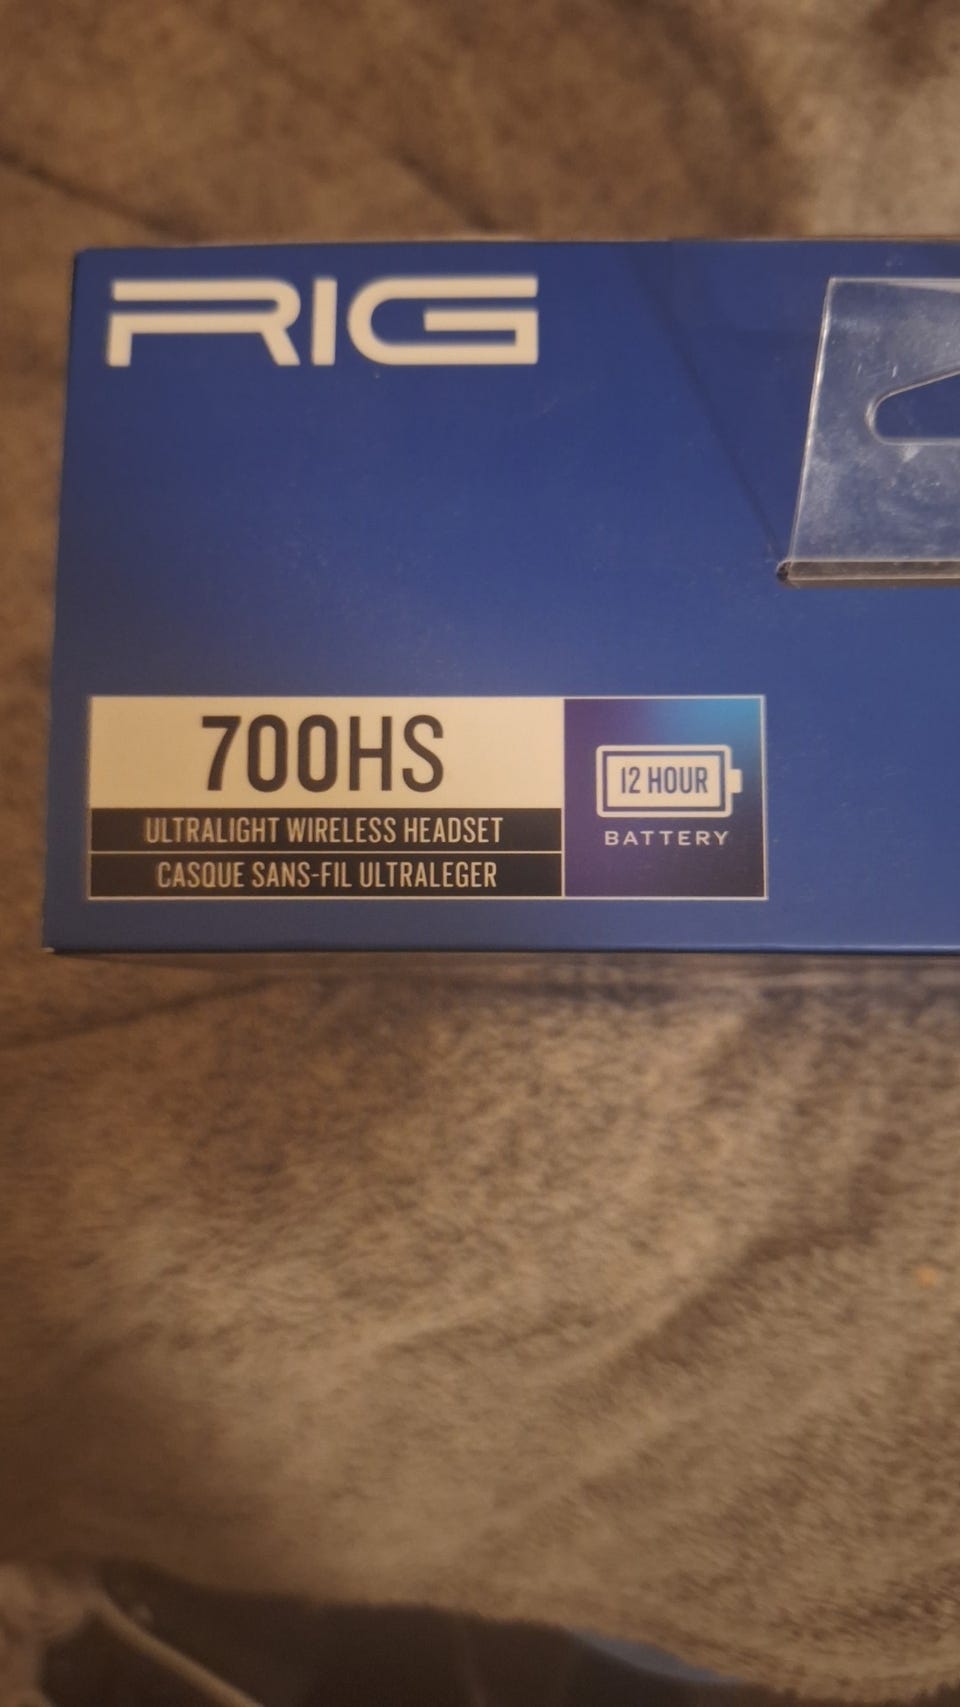 RIG
700HS
ULTRALIGHT WIRELESS HEADSET
CASQUE SANS-FIL ULTRALEGER
12 HOUR
BATTERY